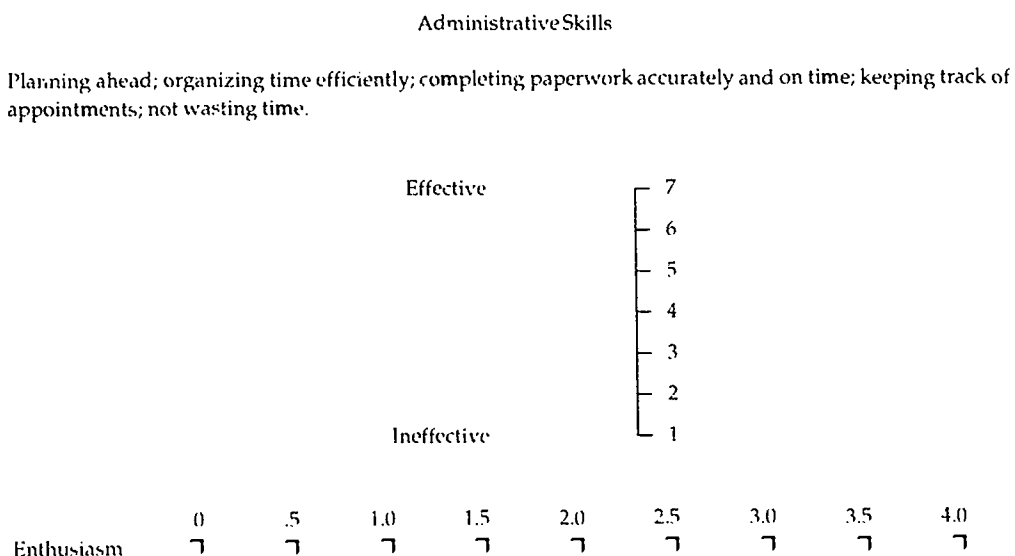 Administrative Skills
Planning ahead; organizing time efficiently; completing paperwork accurately and on time; keeping track of
appointments; not wasting time.
Effective 7
6
5
4
3
2
Ineffective 1
0 .5 1.0 1.5 2.0 2.5 3.0 3.5 4.0
Enthusiasm